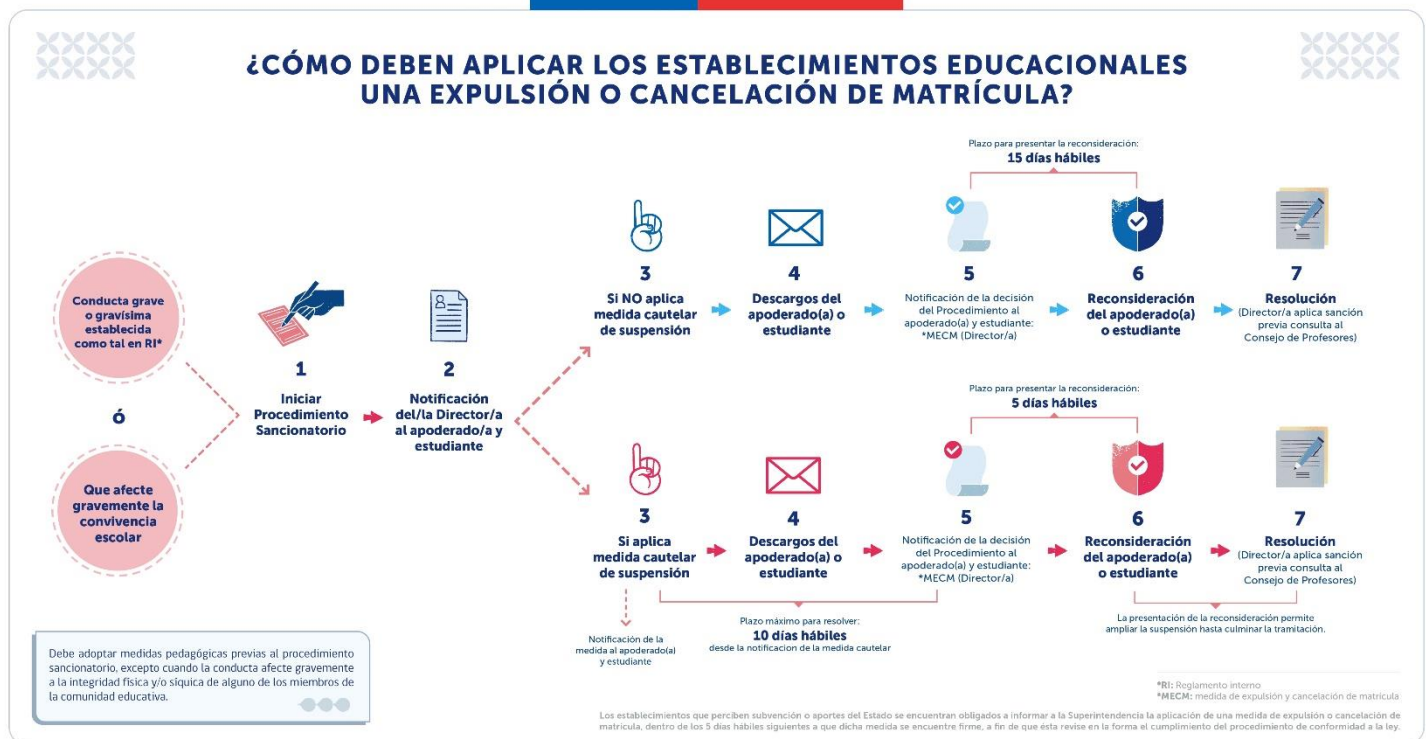 ¿CÓMO DEBEN APLICAR LOS ESTABLECIMIENTOS EDUCACIONALES
UNA EXPULSIÓN O CANCELACIÓN DE MATRÍCULA?
Conducta grave
o gravísima
establecida
como tal en RI*
ó
Que afecte
gravemente la
convivencia
escolar
1
Iniciar
Procedimiento
Sancionatorio
2
Notificación
del/la Director/a
al apoderado/a y
estudiante
3
Si NO aplica
medida cautelar
de suspensión
4
Descargos del
apoderado(a) o
estudiante
Plazo para presentar la reconsideración:
15 días hábiles
5
Notificación de la decisión
del Procedimiento al
apoderado(a) y estudiante:
*MECM (Director/a)
6
Reconsideración
del apoderado(a)
o estudiante
7
Resolución
(Director/a aplica sanción
previa consulta al
Consejo de Profesores)
3
Si aplica
medida cautelar
de suspensión
Notificación de la
medida al apoderado(a)
y estudiante
4
Descargos del
apoderado(a) o
estudiante
Plazo máximo para resolver:
10 días hábiles
desde la notificacion de la medida cautelar
Plazo para presentar la reconsideración:
5 días hábiles
5
Notificación de la decisión
del Procedimiento al
apoderado(a) y estudiante:
*MECM (Director/a)
6
Reconsideración
del apoderado(a)
o estudiante
7
Resolución
(Director/a aplica sanción
previa consulta al
Consejo de Profesores)
La presentación de la reconsideración permite
ampliar la suspensión hasta culminar la tramitación.
Debe adoptar medidas pedagógicas previas al procedimiento
sancionatorio, excepto cuando la conducta afecte gravemente
a la integridad física y/o síquica de alguno de los miembros de
la comunidad educativa.
*RI: Reglamento interno
*MECM: medida de expulsión y cancelación de matrícula
Los establecimientos que perciben subvención o aportes del Estado se encuentran obligados a informar a la Superintendencia la aplicación de una medida de expulsión o cancelación de
matrícula, dentro de los 5 días hábiles siguientes a que dicha medida se encuentre firme, a fin de que ésta revise en la forma el cumplimiento del procedimiento de conformidad a la ley.